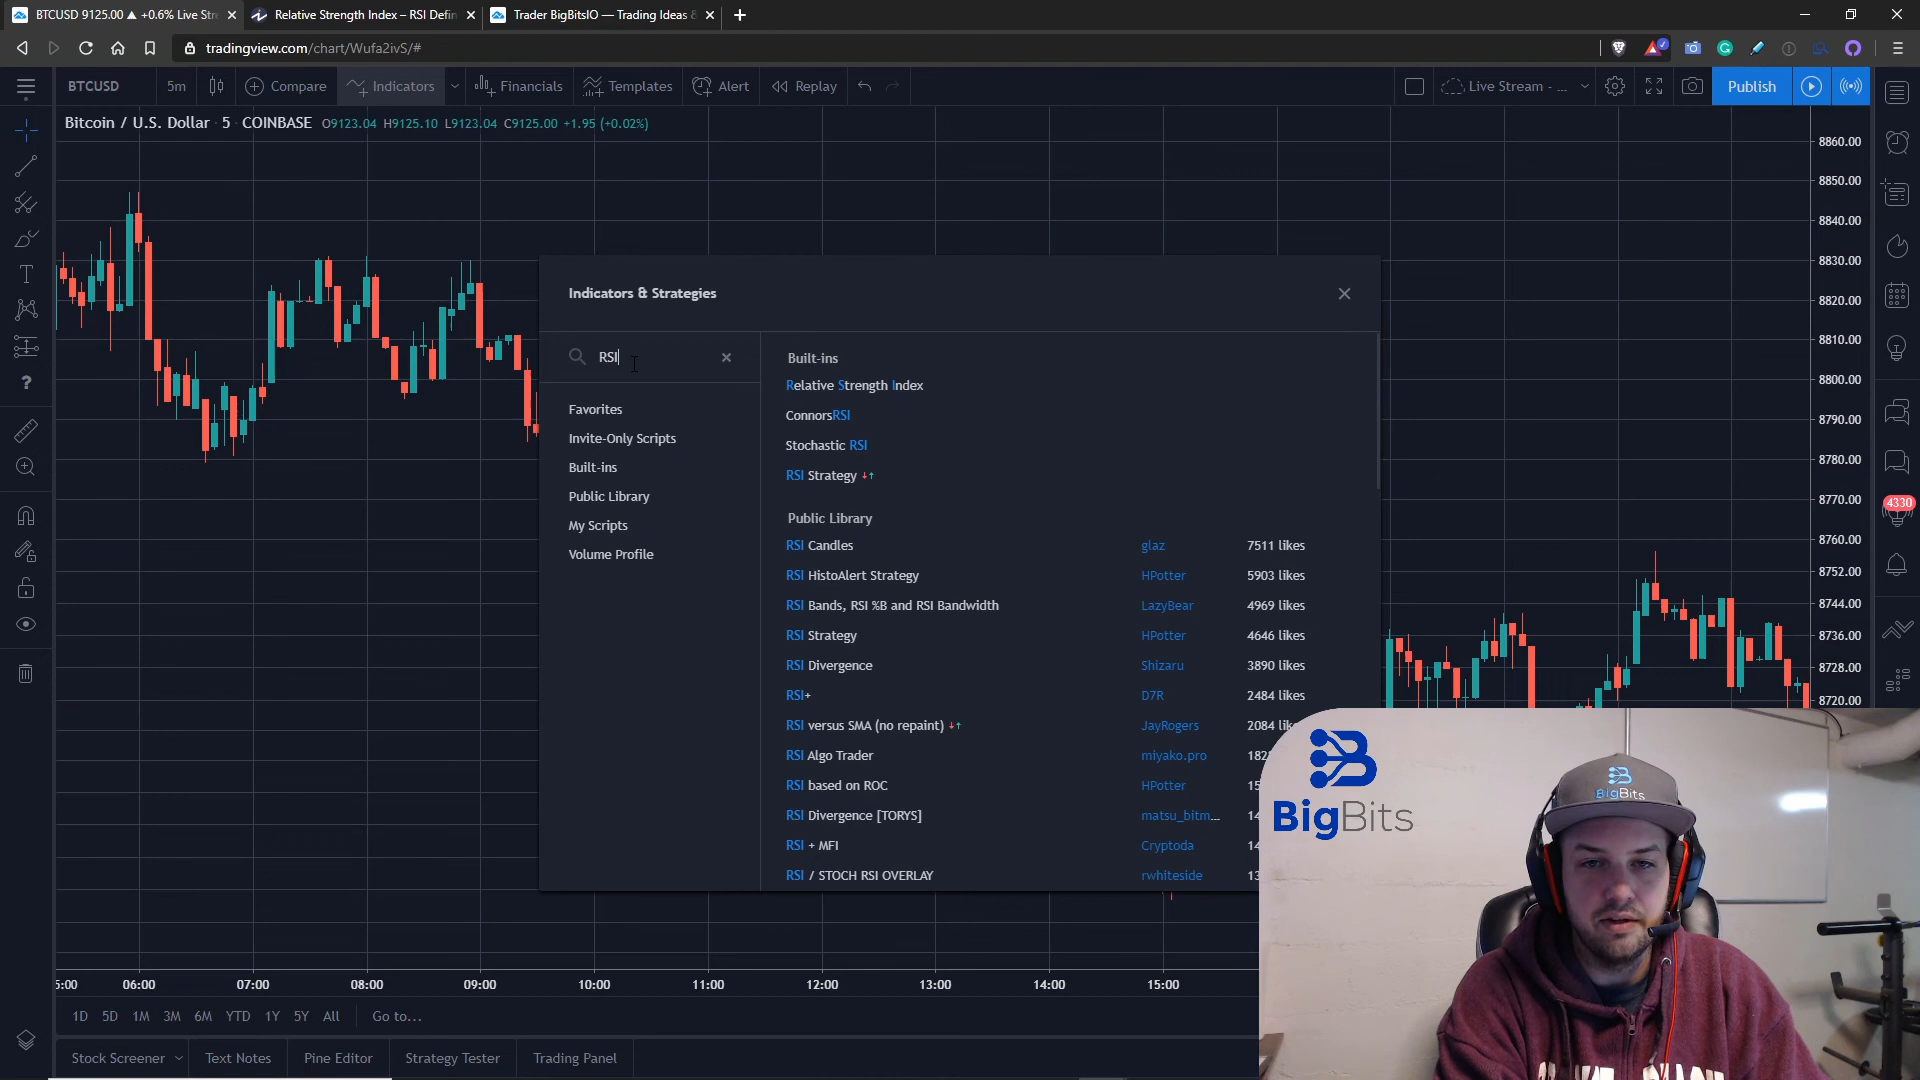 BTCUSD 9125.00 ▲ +0.6% Live Str
Relative Strength Index – RSI Defin
Trader BigBitsIO — Trading Ideas &
tradingview.com/chart/Wufa2ivS/#
BTCUSD
5m
Compare
Indicators
Financials
Templates
Alert
Replay
Live Stream - ...
Publish
Bitcoin / U.S. Dollar · 5 · COINBASE O9123.04 H9125.10 L9123.04 C9125.00 +1.95 (+0.02%)
Indicators & Strategies
RSI
Favorites
Invite-Only Scripts
Built-ins
Public Library
My Scripts
Volume Profile
Built-ins
Relative Strength Index
ConnorsRSI
Stochastic RSI
RSI Strategy
Public Library
RSI Candles glaz 7511 likes
RSI HistoAlert Strategy HPotter 5903 likes
RSI Bands, RSI %B and RSI Bandwidth LazyBear 4969 likes
RSI Strategy HPotter 4646 likes
RSI Divergence Shizaru 3890 likes
RSI+ D7R 2484 likes
RSI versus SMA (no repaint) JayRogers 2084 likes
RSI Algo Trader miyako.pro 182
RSI based on ROC HPotter 15
RSI Divergence [TORYS] matsu_bitm... 14
RSI + MFI Cryptoda 14
RSI / STOCH RSI OVERLAY rwhiteside 13
8860.00
8850.00
8840.00
8830.00
8820.00
8810.00
8800.00
8790.00
8780.00
8770.00
8760.00
8752.00
8744.00
8736.00
8728.00
8720.00
4330
BigBits
BigBits
5:00 06:00 07:00 08:00 09:00 10:00 11:00 12:00 13:00 14:00 15:00
1D 5D 1M 3M 6M YTD 1Y 5Y All Go to...
Stock Screener
Text Notes
Pine Editor
Strategy Tester
Trading Panel